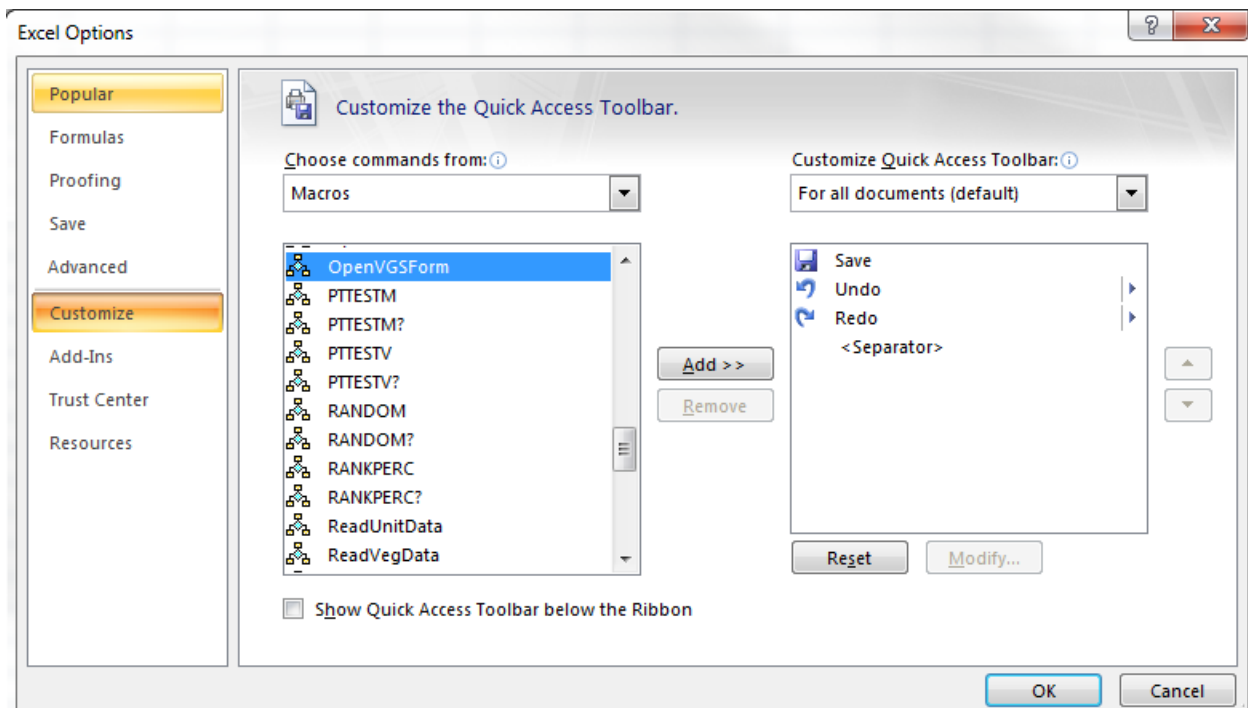 Excel Options
Popular
Formulas
Proofing
Save
Advanced
Customize
Add-Ins
Trust Center
Resources
Customize the Quick Access Toolbar.
Choose commands from:
Macros
OpenVGSForm
PTTESTM
PTTESTM?
PTTESTV
PTTESTV?
RANDOM
RANDOM?
RANKPERC
RANKPERC?
ReadUnitData
ReadVegData
Show Quick Access Toolbar below the Ribbon
Add >>
Remove
Customize Quick Access Toolbar:
For all documents (default)
Save
Undo
Redo
<Separator>
Reset
Modify...
OK
Cancel